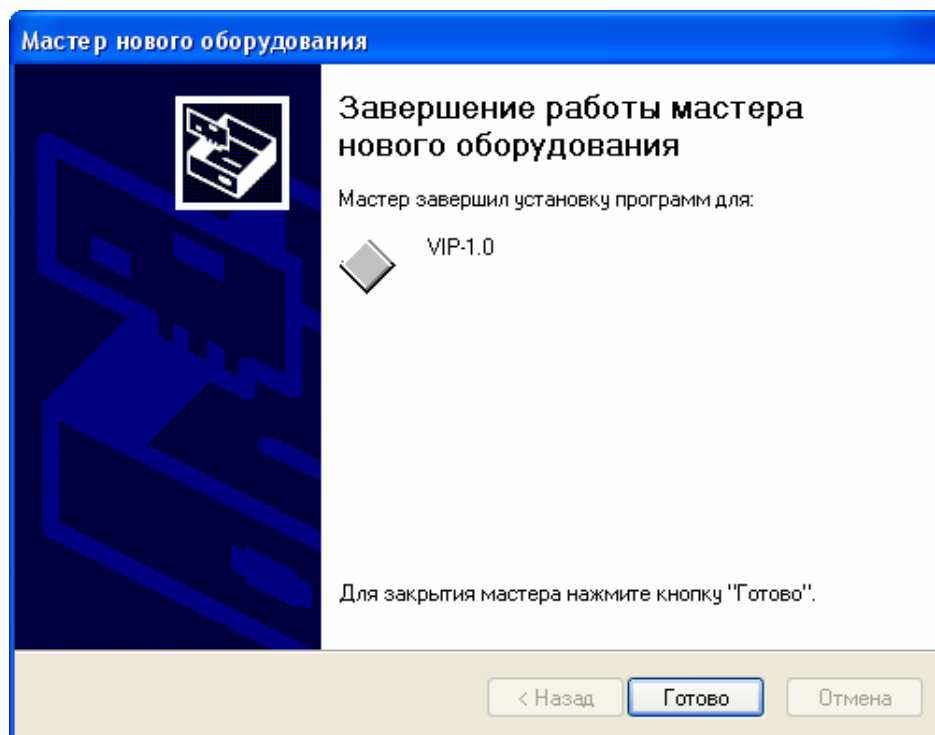 Мастер нового оборудования
Завершение работы мастера
нового оборудования
Мастер завершил установку программ для:
VIP-1.0
Для закрытия мастера нажмите кнопку "Готово".
< Назад
Готово
Отмена